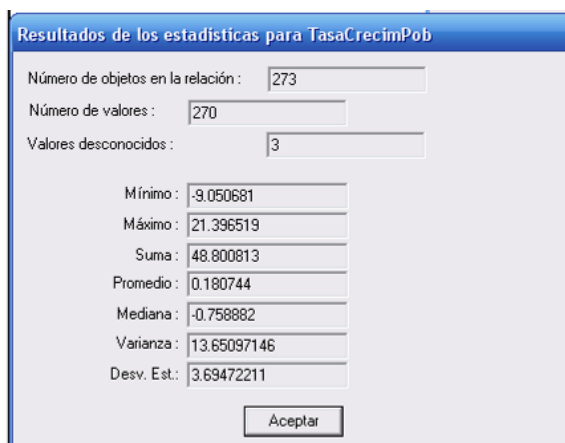 Resultados de los estadísticas para TasaCrecimPob
Número de objetos en la relación : 273
Número de valores : 270
Valores desconocidos : 3
Mínimo : -9.050681
Máximo : 21.396519
Suma : 48.800813
Promedio : 0.180744
Mediana : -0.758882
Varianza : 13.65097146
Desv. Est.: 3.69472211
Aceptar